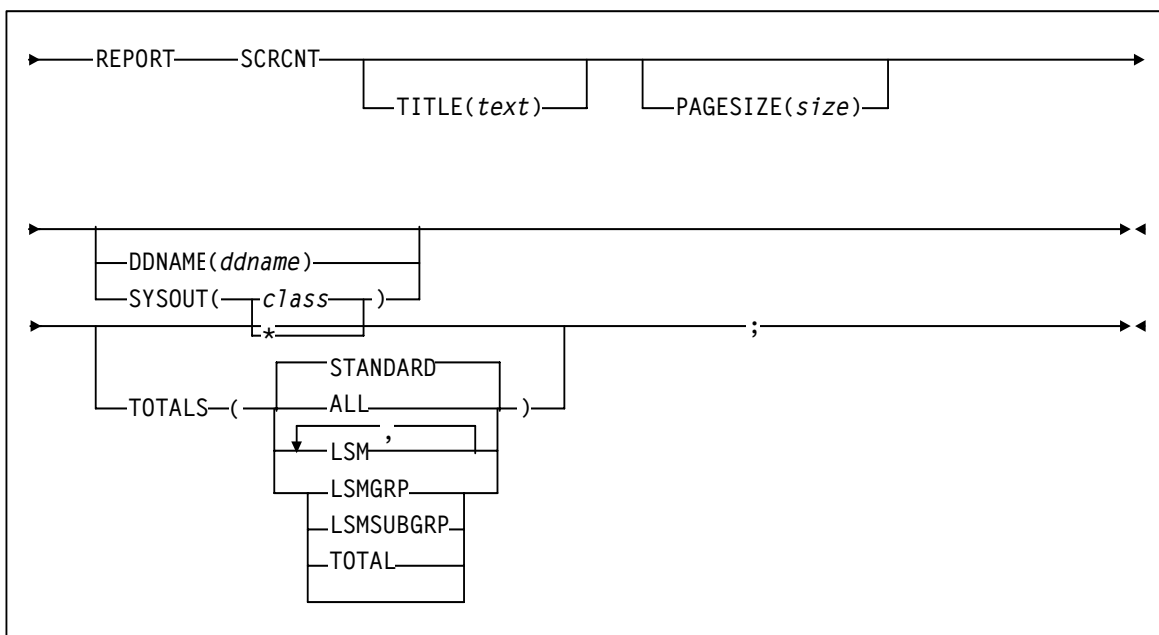 REPORT SCRCNT
TITLE(text) PAGESIZE(size)
DDNAME(ddname)
SYSOUT( class )
*
;
STANDARD
TOTALS ( ALL )
,
LSM
LSMGRP
LSMSUBGRP
TOTAL